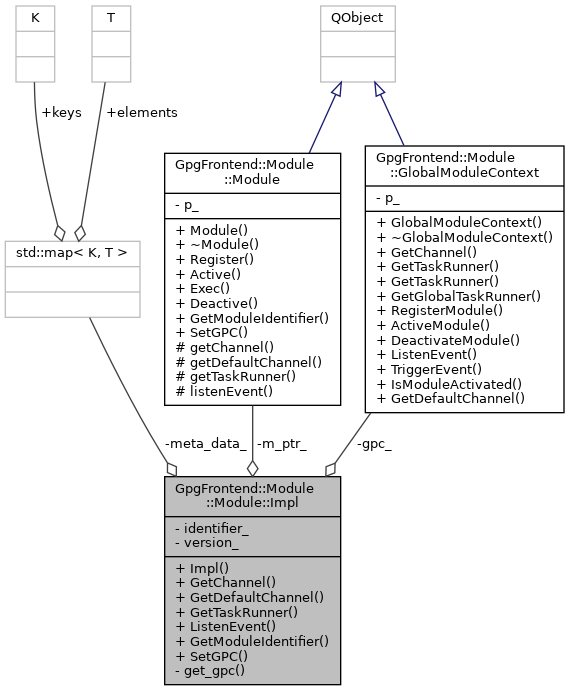 K
T
QObject
+keys
+elements
GpgFrontend::Module
::Module
- p_
+ Module()
+ ~Module()
+ Register()
+ Active()
+ Exec()
+ Deactive()
+ GetModuleIdentifier()
+ SetGPC()
# getChannel()
# getDefaultChannel()
# getTaskRunner()
# listenEvent()
GpgFrontend::Module
::GlobalModuleContext
- p_
+ GlobalModuleContext()
+ ~GlobalModuleContext()
+ GetChannel()
+ GetTaskRunner()
+ GetTaskRunner()
+ GetGlobalTaskRunner()
+ RegisterModule()
+ ActiveModule()
+ DeactivateModule()
+ ListenEvent()
+ TriggerEvent()
+ IsModuleActivated()
+ GetDefaultChannel()
std::map< K, T >
-meta_data_
-m_ptr_
-gpc_
GpgFrontend::Module
::Module::Impl
- identifier_
- version_
+ Impl()
+ GetChannel()
+ GetDefaultChannel()
+ GetTaskRunner()
+ ListenEvent()
+ GetModuleIdentifier()
+ SetGPC()
- get_gpc()